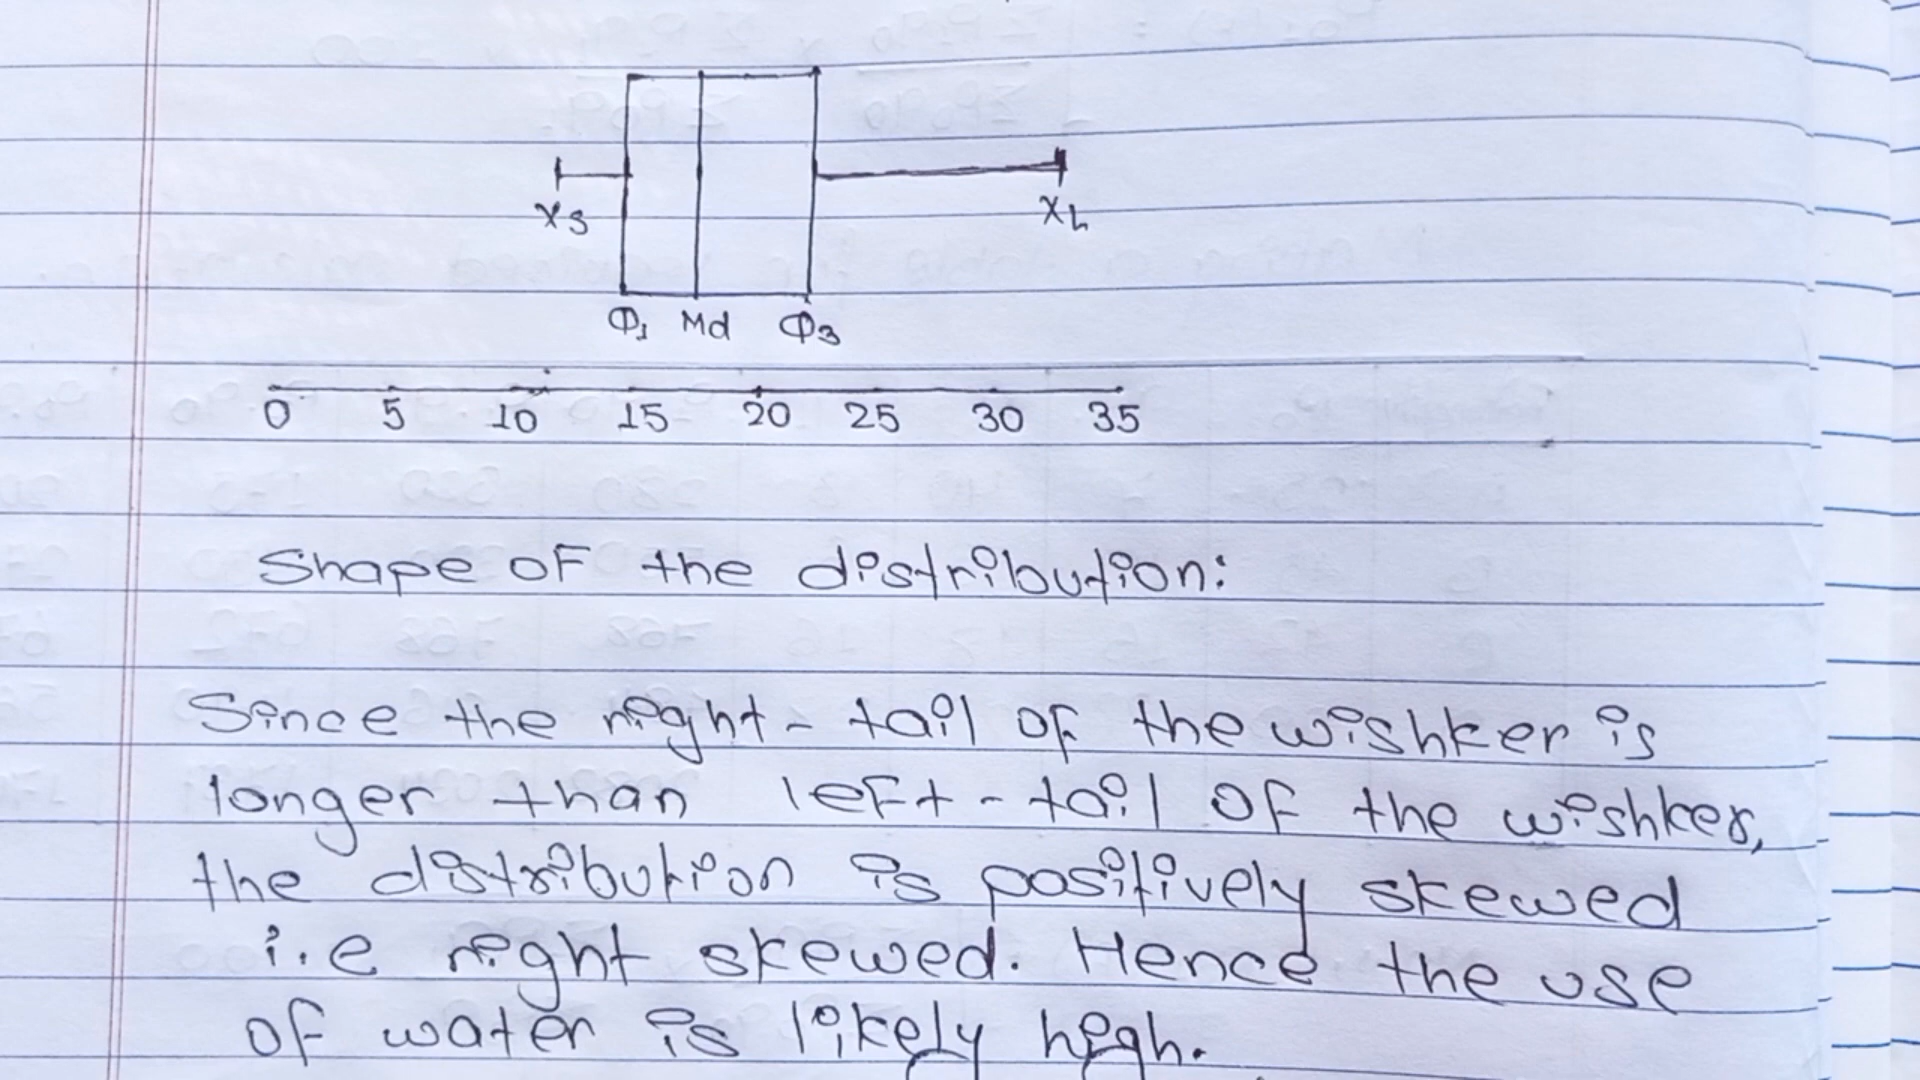 Xs XL
Q1 Md Q3
0 5 10 15 20 25 30 35
Shape of the distribution:
Since the right-tail of the wishker is
longer than left-tail of the wishker,
the distribution is positively skewed
i.e right skewed. Hence the use
of water is likely high.